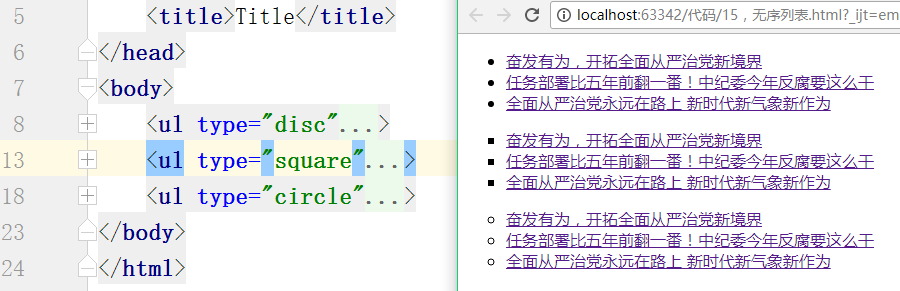 5 <title>Title</title>
6 </head>
7 <body>
8 <ul type="disc"...>
13 <ul type="square"...>
18 <ul type="circle"...>
23 </body>
24 </html>
localhost:63342/代码/15，无序列表.html?_ijt=em
奋发有为，开拓全面从严治党新境界
任务部署比五年前翻一番！中纪委今年反腐要这么干
全面从严治党永远在路上 新时代新气象新作为
奋发有为，开拓全面从严治党新境界
任务部署比五年前翻一番！中纪委今年反腐要这么干
全面从严治党永远在路上 新时代新气象新作为
奋发有为，开拓全面从严治党新境界
任务部署比五年前翻一番！中纪委今年反腐要这么干
全面从严治党永远在路上 新时代新气象新作为